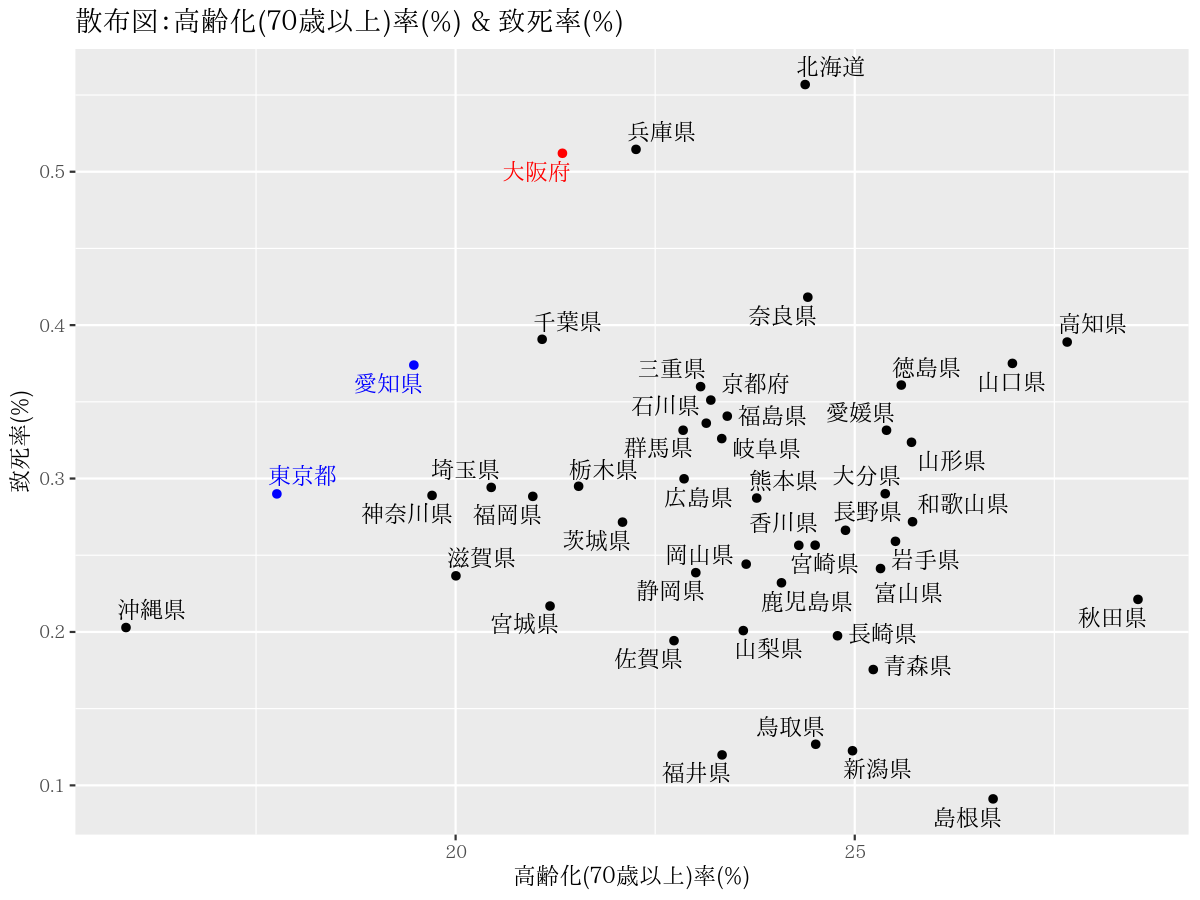 散布図:高齢化(70歳以上)率(%) & 致死率(%)
北海道
兵庫県
大阪府
0.5
奈良県
千葉県
高知県
0.4
三重県
徳島県
愛知県
京都府
山口県
石川県
福島県
愛媛県
群馬県
岐阜県
山形県
致死率(%)
東京都
埼玉県
栃木県
熊本県
大分県
0.3
神奈川県
福岡県
広島県
香川県
長野県
和歌山県
茨城県
滋賀県
岡山県
宮崎県
岩手県
静岡県
鹿児島県
富山県
沖縄県
宮城県
秋田県
0.2
佐賀県
山梨県
長崎県
青森県
鳥取県
福井県
新潟県
0.1
島根県
20
25
高齢化(70歳以上)率(%)